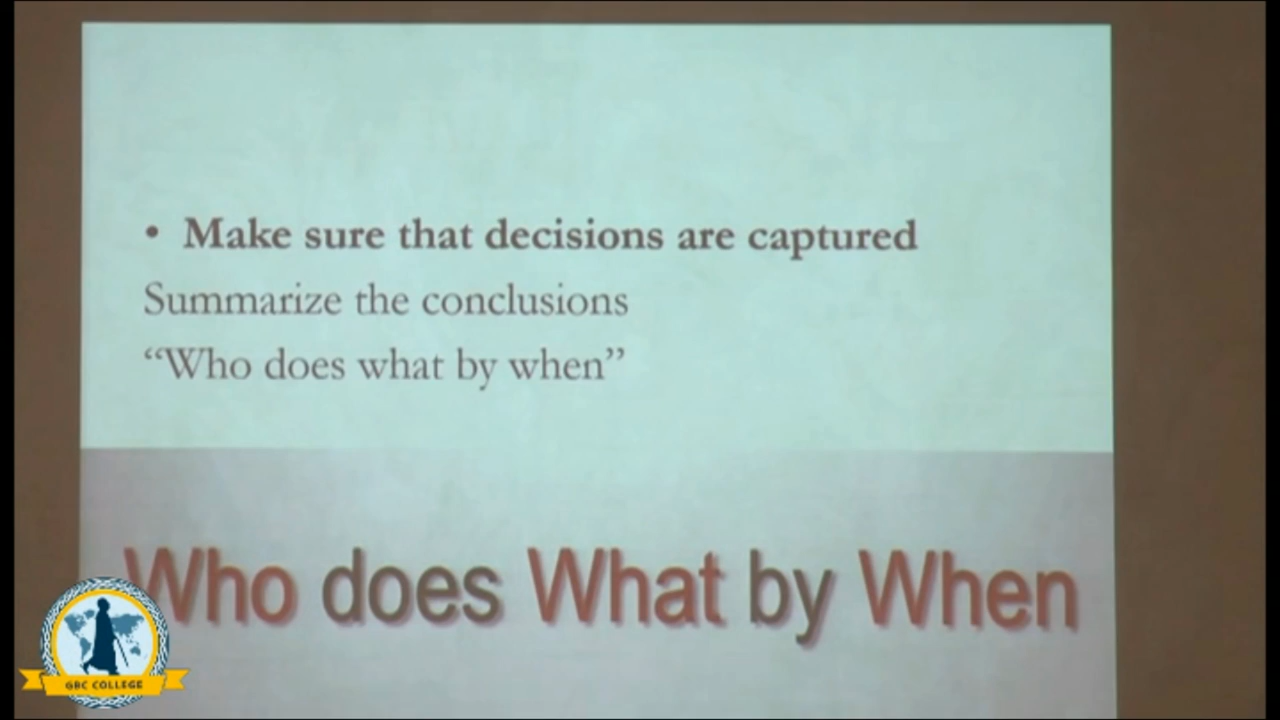 • Make sure that decisions are captured
Summarize the conclusions
“Who does what by when”
Who does What by When
GBC COLLEGE